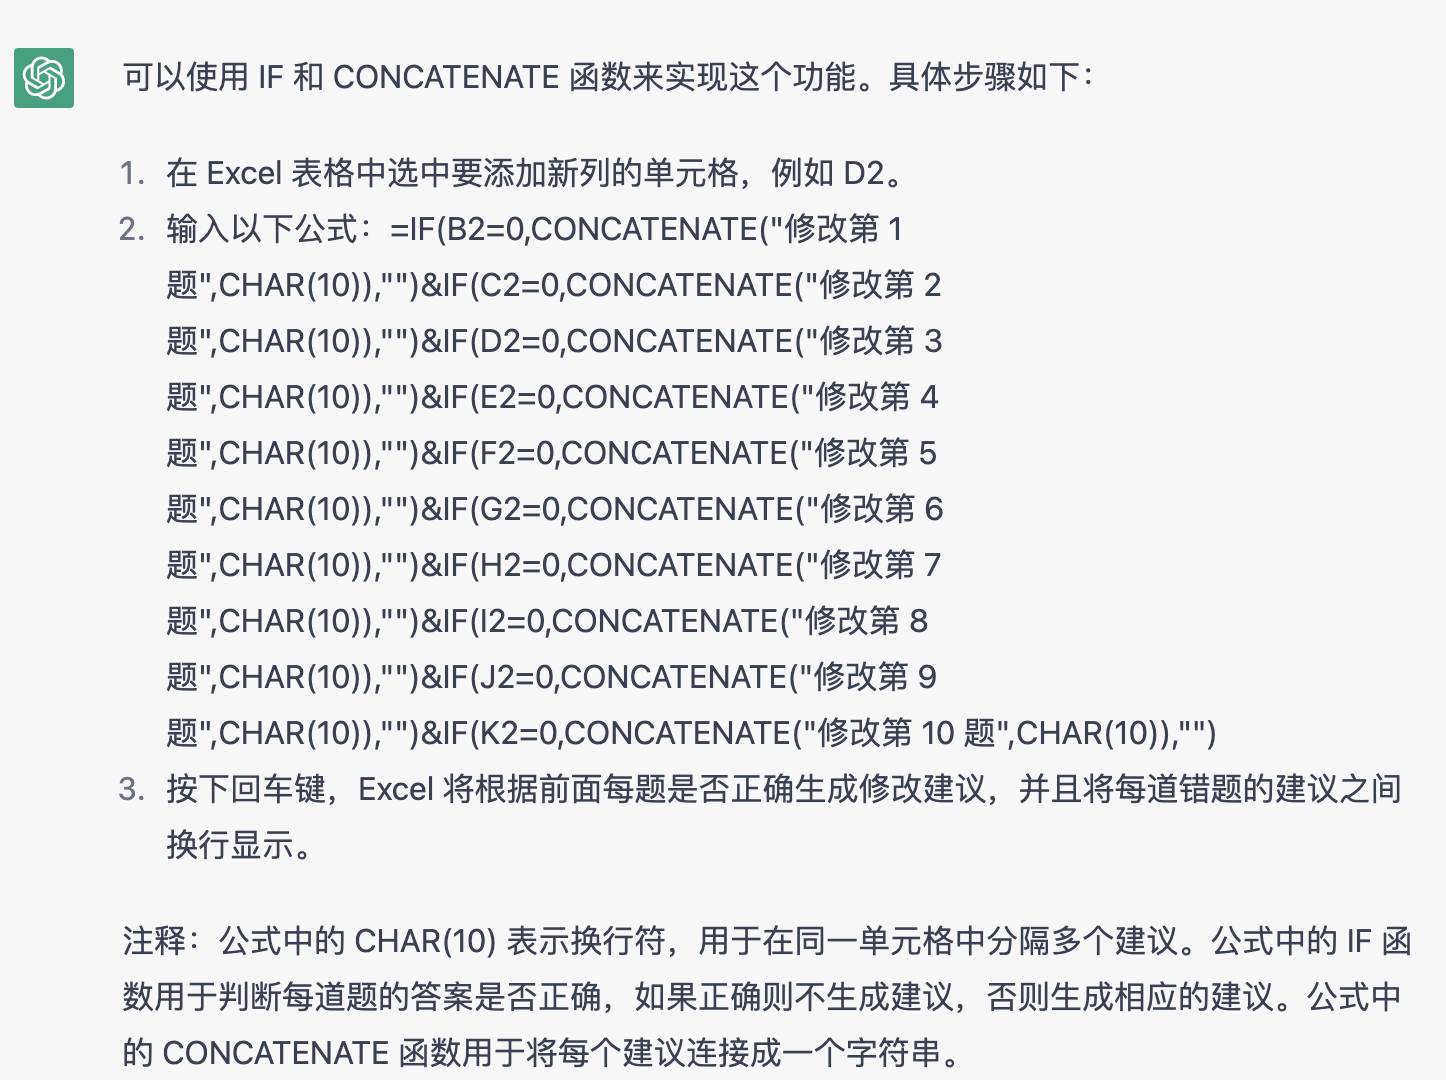 可以使用 IF 和 CONCATENATE 函数来实现这个功能。具体步骤如下：
1. 在 Excel 表格中选中要添加新列的单元格，例如 D2。
2. 输入以下公式：=IF(B2=0,CONCATENATE("修改第 1
题",CHAR(10)),"")&IF(C2=0,CONCATENATE("修改第 2
题",CHAR(10)),"")&IF(D2=0,CONCATENATE("修改第 3
题",CHAR(10)),"")&IF(E2=0,CONCATENATE("修改第 4
题",CHAR(10)),"")&IF(F2=0,CONCATENATE("修改第 5
题",CHAR(10)),"")&IF(G2=0,CONCATENATE("修改第 6
题",CHAR(10)),"")&IF(H2=0,CONCATENATE("修改第 7
题",CHAR(10)),"")&IF(I2=0,CONCATENATE("修改第 8
题",CHAR(10)),"")&IF(J2=0,CONCATENATE("修改第 9
题",CHAR(10)),"")&IF(K2=0,CONCATENATE("修改第 10 题",CHAR(10)),"")
3. 按下回车键，Excel 将根据前面每题是否正确生成修改建议，并且将每道错题的建议之间
换行显示。
注释：公式中的 CHAR(10) 表示换行符，用于在同一单元格中分隔多个建议。公式中的 IF 函
数用于判断每道题的答案是否正确，如果正确则不生成建议，否则生成相应的建议。公式中
的 CONCATENATE 函数用于将每个建议连接成一个字符串。